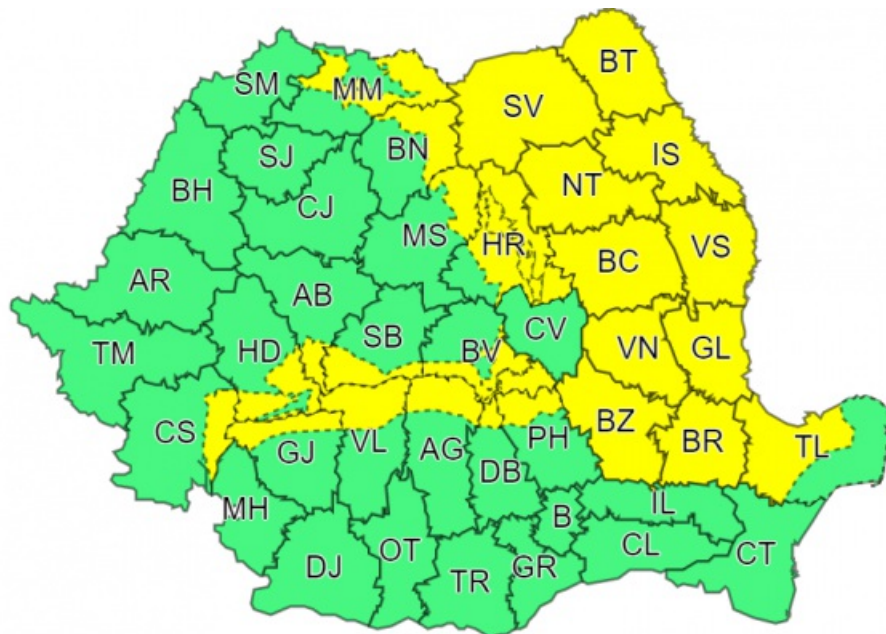 BT
SM
MM
SV
SJ
BN
IS
BH
NT
CJ
MS
HR
VS
BC
AR
AB
CV
SB
TM
HD
BV
VN
GL
CS
BZ
BR
TL
PH
GJ
VL
AG
DB
MH
IL
B
CT
CL
DJ
OT
TR
GR